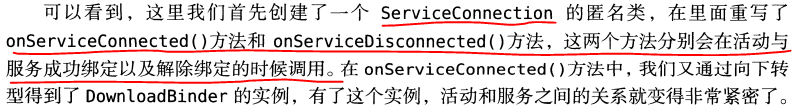 可以看到，这里我们首先创建了一个 ServiceConnection 的匿名类，在里面重写了
onServiceConnected()方法和 onServiceDisconnected()方法，这两个方法分别会在活动与
服务成功绑定以及解除绑定的时候调用。在 onServiceConnected()方法中，我们又通过向下转
型得到了 DownloadBinder 的实例，有了这个实例，活动和服务之间的关系就变得非常紧密了。